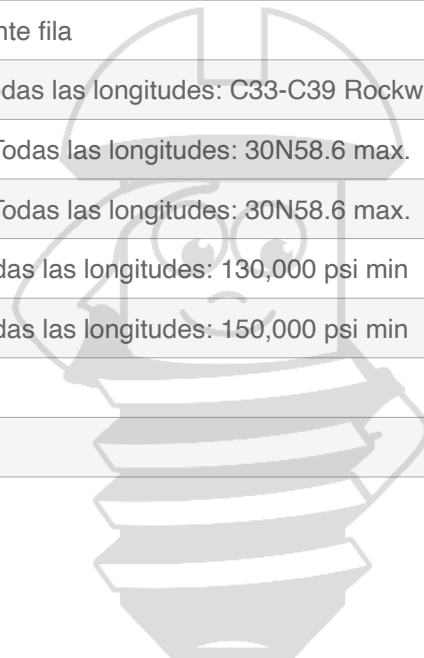 nte fila
das las longitudes: C33-C39 Rockw
Todas las longitudes: 30N58.6 max.
Todas las longitudes: 30N58.6 max.
das las longitudes: 130,000 psi min
das las longitudes: 150,000 psi min